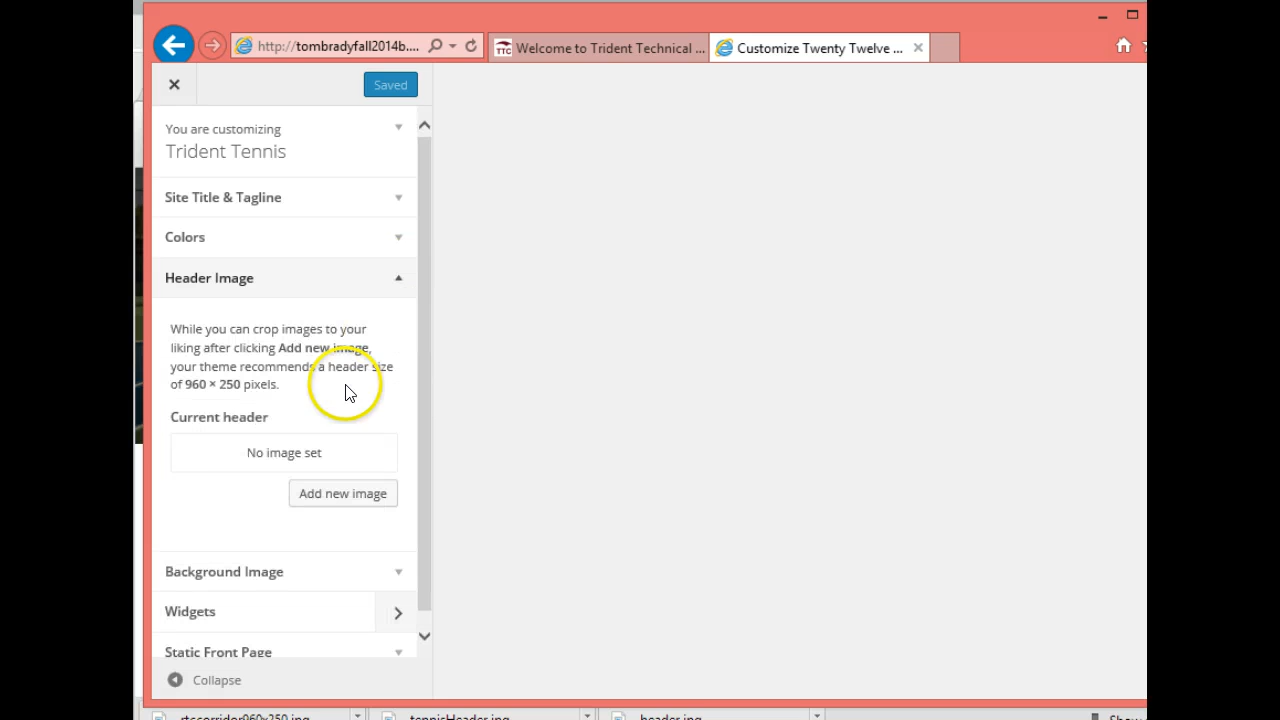 http://tombradyfall2014b....
Welcome to Trident Technical ...
Customize Twenty Twelve ...
Saved
You are customizing
Trident Tennis
Site Title & Tagline
Colors
Header Image
While you can crop images to your
liking after clicking Add new image,
your theme recommends a header size
of 960 × 250 pixels.
Current header
No image set
Add new image
Background Image
Widgets
Static Front Page
Collapse
rtccorridor960x250.jpg
tennisHeader.jpg
header.jpg
Show